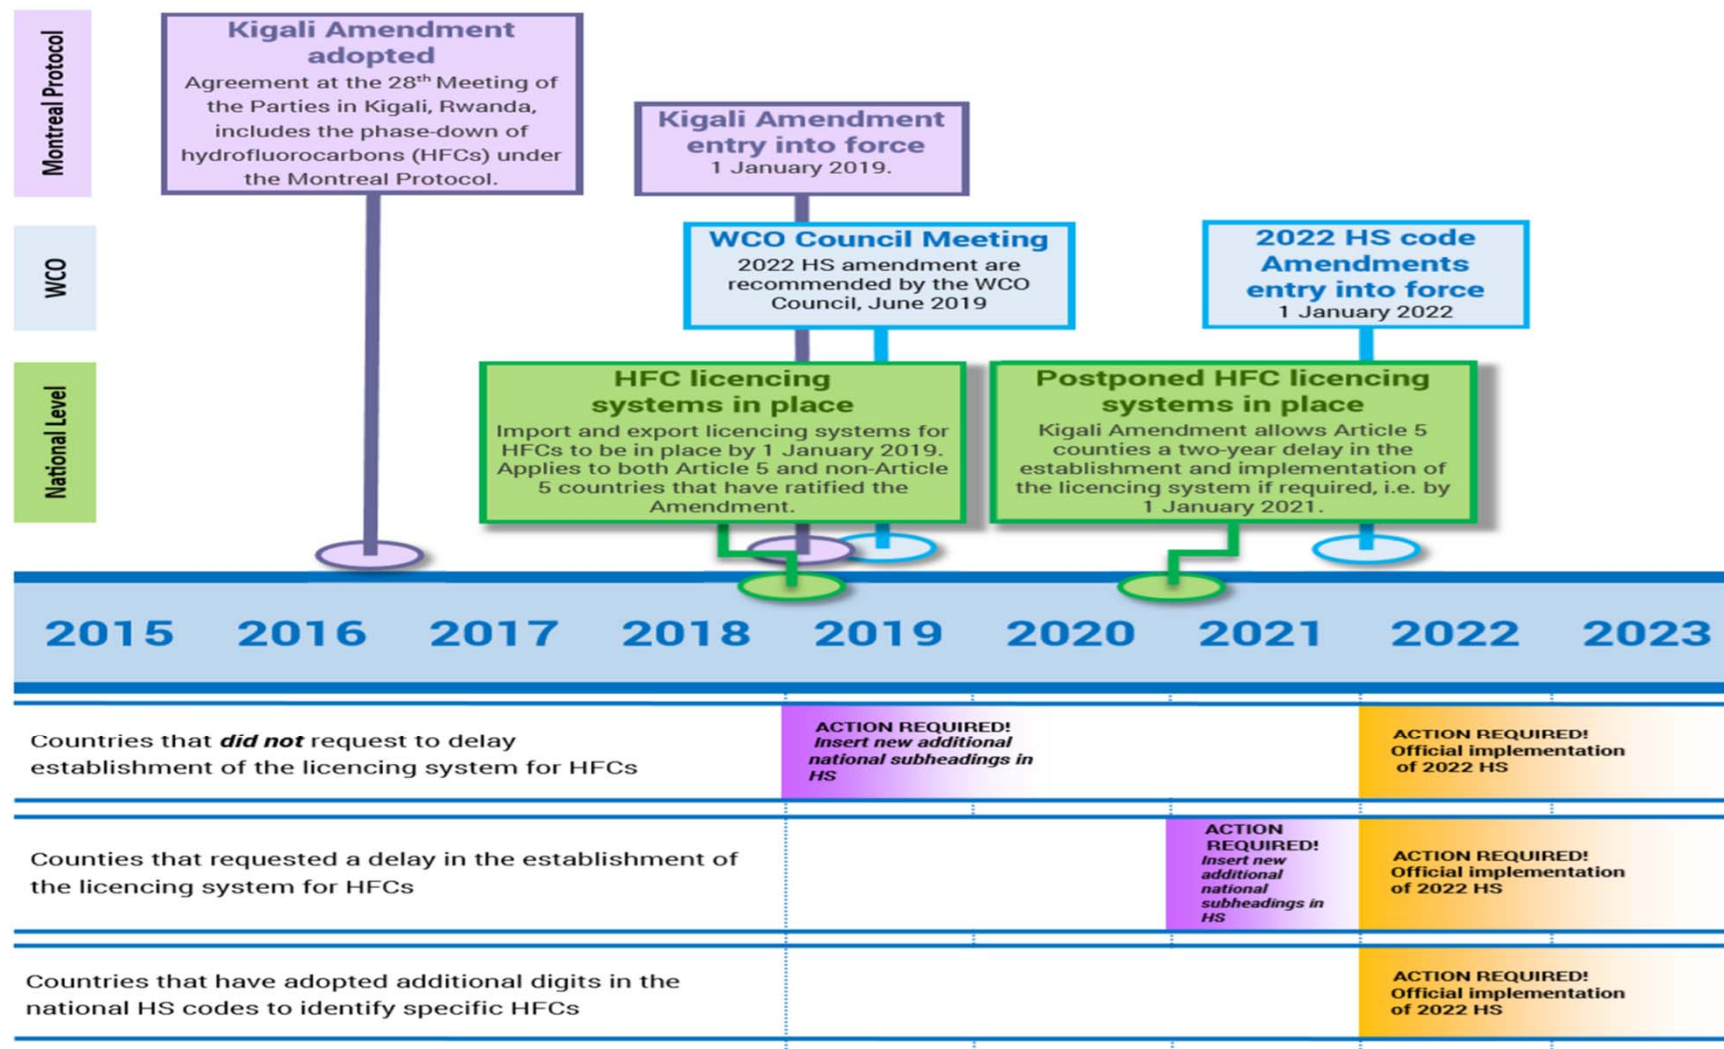 Montreal Protocol
Kigali Amendment
adopted
Agreement at the 28th Meeting of
the Parties in Kigali, Rwanda,
includes the phase-down of
hydrofluorocarbons (HFCs) under
the Montreal Protocol.
Kigali Amendment
entry into force
1 January 2019.
WCO
WCO Council Meeting
2022 HS amendment are
recommended by the WCO
Council, June 2019
2022 HS code
Amendments
entry into force
1 January 2022
National Level
HFC licencing
systems in place
Import and export licencing systems for
HFCs to be in place by 1 January 2019.
Applies to both Article 5 and non-Article
5 countries that have ratified the
Amendment.
Postponed HFC licencing
systems in place
Kigali Amendment allows Article 5
counties a two-year delay in the
establishment and implementation of
the licencing system if required, i.e. by
1 January 2021.
2015 2016 2017 2018 2019 2020 2021 2022 2023
Countries that did not request to delay
establishment of the licencing system for HFCs
ACTION REQUIRED!
Insert new additional
national subheadings in
HS
ACTION REQUIRED!
Official implementation
of 2022 HS
Counties that requested a delay in the establishment of
the licencing system for HFCs
ACTION
REQUIRED!
Insert new
additional
national
subheadings in
HS
ACTION REQUIRED!
Official implementation
of 2022 HS
Countries that have adopted additional digits in the
national HS codes to identify specific HFCs
ACTION REQUIRED!
Official implementation
of 2022 HS